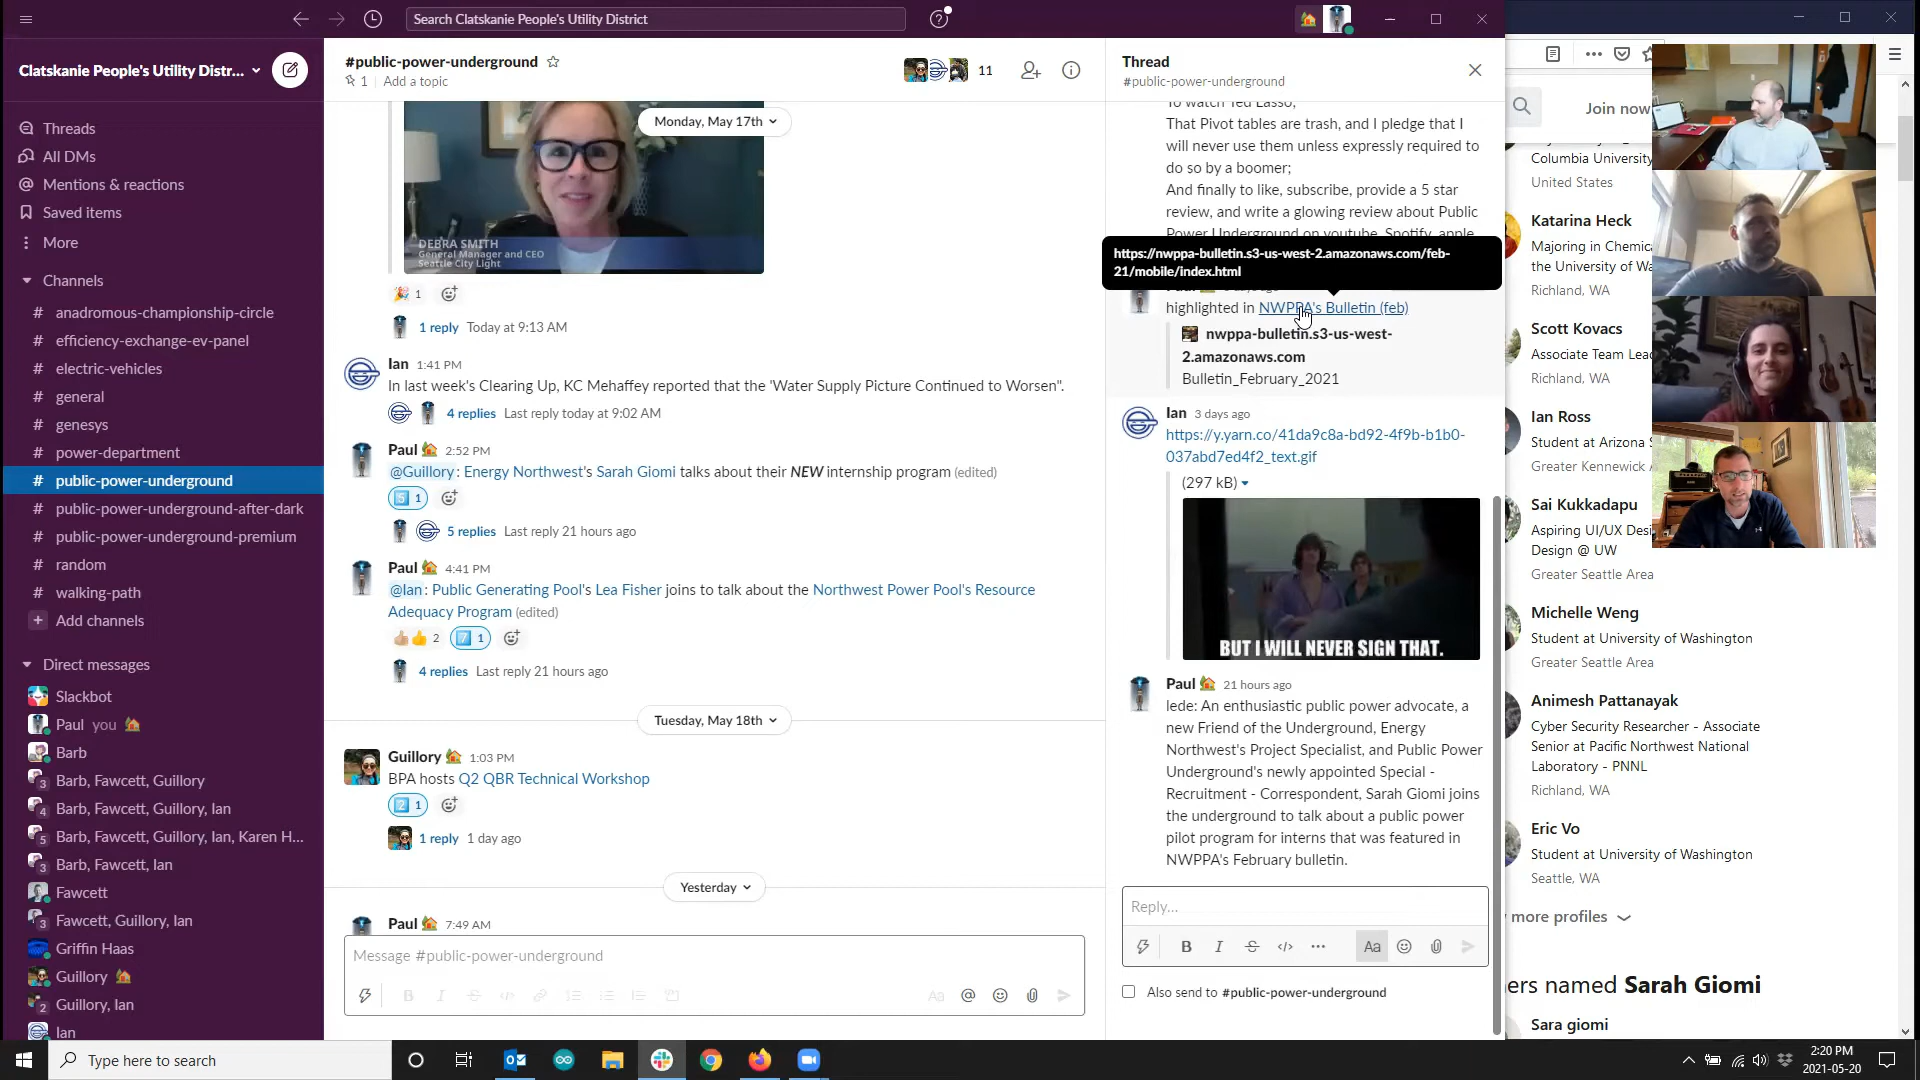 Search Clatskanie People's Utility District
Clatskanie People's Utility Distr...
Threads
All DMs
Mentions & reactions
Saved items
More
Channels
# anadromous-championship-circle
# efficiency-exchange-ev-panel
# electric-vehicles
# general
# genesys
# power-department
# public-power-underground
# public-power-underground-after-dark
# public-power-underground-premium
# random
# walking-path
+ Add channels
Direct messages
Slackbot
Paul you
Barb
3 Barb, Fawcett, Guillory
4 Barb, Fawcett, Guillory, Ian
5 Barb, Fawcett, Guillory, Ian, Karen H...
3 Barb, Fawcett, Ian
Fawcett
3 Fawcett, Guillory, Ian
Griffin Haas
Guillory
2 Guillory, Ian
Ian
#public-power-underground
1 Add a topic
11
Monday, May 17th
DEBRA SMITH
General Manager and CEO
Seattle City Light
1
1 reply Today at 9:13 AM
Ian 1:41 PM
In last week's Clearing Up, KC Mehaffey reported that the 'Water Supply Picture Continued to Worsen".
4 replies Last reply today at 9:02 AM
Paul 2:52 PM
@Guillory: Energy Northwest's Sarah Giomi talks about their NEW internship program (edited)
5 1
5 replies Last reply 21 hours ago
Paul 4:41 PM
@Ian: Public Generating Pool's Lea Fisher joins to talk about the Northwest Power Pool's Resource
Adequacy Program (edited)
2 7 1
4 replies Last reply 21 hours ago
Tuesday, May 18th
Guillory 1:03 PM
BPA hosts Q2 QBR Technical Workshop
2 1
1 reply 1 day ago
Yesterday
Paul 7:49 AM
Message #public-power-underground
Thread
#public-power-underground
To watch Ted Lasso;
That Pivot tables are trash, and I pledge that I
will never use them unless expressly required to
do so by a boomer;
And finally to like, subscribe, provide a 5 star
review, and write a glowing review about Public
Power Underground on youtube, Spotify, apple
https://nwppa-bulletin.s3-us-west-2.amazonaws.com/feb-
21/mobile/index.html
highlighted in NWPPA's Bulletin (feb)
nwppa-bulletin.s3-us-west-
2.amazonaws.com
Bulletin_February_2021
Ian 3 days ago
https://y.yarn.co/41da9c8a-bd92-4f9b-b1b0-
037abd7ed4f2_text.gif
(297 kB)
BUT I WILL NEVER SIGN THAT.
Paul 21 hours ago
lede: An enthusiastic public power advocate, a
new Friend of the Underground, Energy
Northwest's Project Specialist, and Public Power
Underground's newly appointed Special -
Recruitment - Correspondent, Sarah Giomi joins
the underground to talk about a public power
pilot program for interns that was featured in
NWPPA's February bulletin.
Reply...
Also send to #public-power-underground
Join now
Columbia University
United States
Katarina Heck
Majoring in Chemica
the University of Wa
Richland, WA
Scott Kovacs
Associate Team Lead
Richland, WA
Ian Ross
Student at Arizona S
Greater Kennewick A
Sai Kukkadapu
Aspiring UI/UX Desi
Design @ UW
Greater Seattle Area
Michelle Weng
Student at University of Washington
Greater Seattle Area
Animesh Pattanayak
Cyber Security Researcher - Associate
Senior at Pacific Northwest National
Laboratory - PNNL
Richland, WA
Eric Vo
Student at University of Washington
Seattle, WA
more profiles
ers named Sarah Giomi
Sara giomi
Type here to search
2:20 PM
2021-05-20